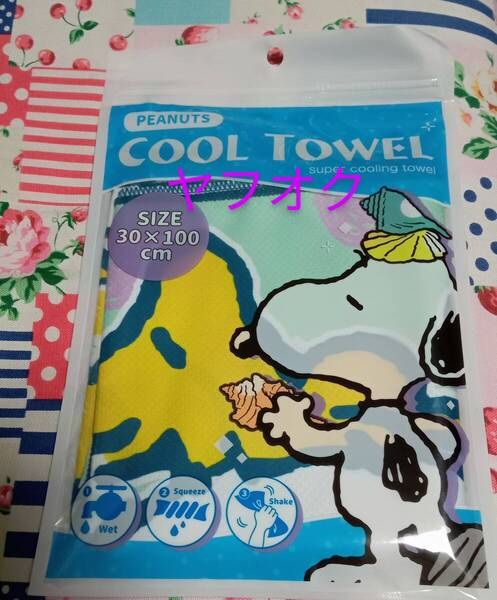 PEANUTS
COOL TOWEL
super cooling towel
ヤフオク
SIZE
30×100
cm
1
Wet
2 Squeeze
3
Shake